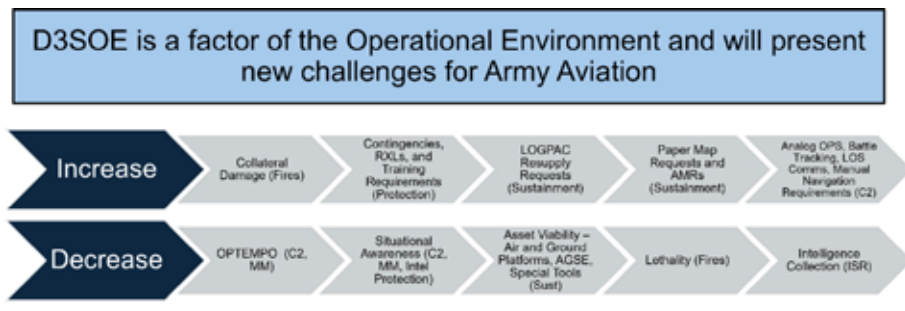 D3SOE is a factor of the Operational Environment and will present
new challenges for Army Aviation
Increase
Collateral
Damage (Fires)
Contingencies,
RXLs, and
Training
Requirements
(Protection)
LOGPAC
Resupply
Requests
(Sustainment)
Paper Map
Requests and
AMRs
(Sustainment)
Analog OPS, Battle
Tracking, LOS
Comms, Manual
Navigation
Requirements (C2)
Decrease
OPTEMPO (C2,
MM)
Situational
Awareness (C2,
MM, Intel
Protection)
Asset Viability –
Air and Ground
Platforms, AGSE,
Special Tools
(Sust)
Lethality (Fires)
Intelligence
Collection (ISR)